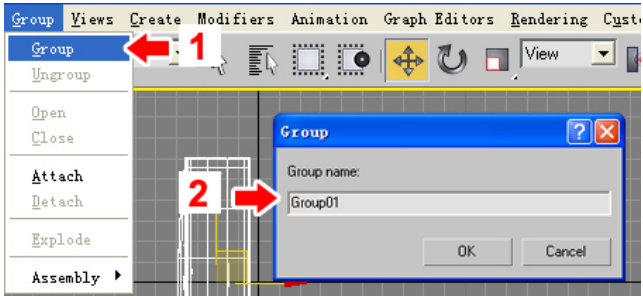 Group Views Create Modifiers Animation Graph Editors Rendering Custo
Group
1
View
Ungroup
Open
Close
Attach
Detach
Explode
Assembly
Group
Group name:
2
Group01
OK Cancel